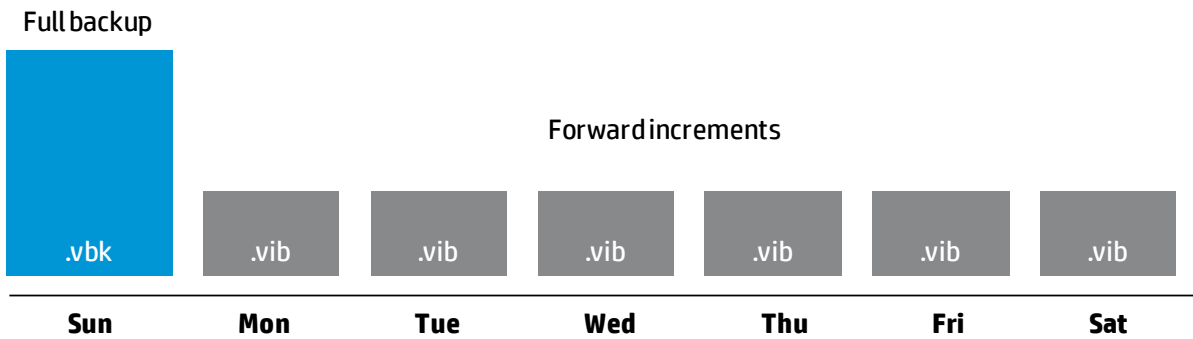 Full backup
Forward increments
.vbk .vib .vib .vib .vib .vib .vib
Sun Mon Tue Wed Thu Fri Sat